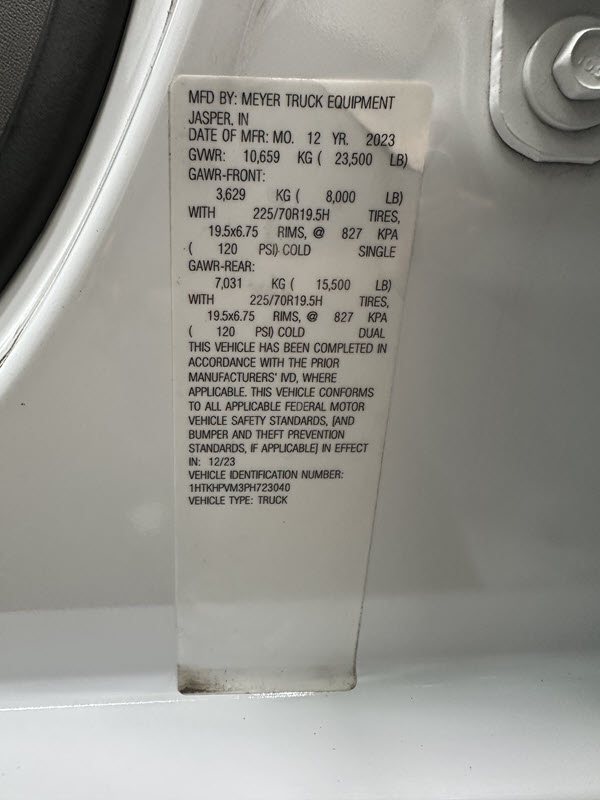 MFD BY: MEYER TRUCK EQUIPMENT
JASPER, IN
DATE OF MFR: MO. 12 YR. 2023
GVWR: 10,659 KG ( 23,500 LB)
GAWR-FRONT:
3,629 KG ( 8,000 LB)
WITH 225/70R19.5H TIRES,
19.5x6.75 RIMS, @ 827 KPA
( 120 PSI) COLD SINGLE
GAWR-REAR:
7,031 KG ( 15,500 LB)
WITH 225/70R19.5H TIRES,
19.5x6.75 RIMS, @ 827 KPA
( 120 PSI) COLD DUAL
THIS VEHICLE HAS BEEN COMPLETED IN
ACCORDANCE WITH THE PRIOR
MANUFACTURERS' IVD, WHERE
APPLICABLE. THIS VEHICLE CONFORMS
TO ALL APPLICABLE FEDERAL MOTOR
VEHICLE SAFETY STANDARDS, [AND
BUMPER AND THEFT PREVENTION
STANDARDS, IF APPLICABLE] IN EFFECT
IN: 12/23
VEHICLE IDENTIFICATION NUMBER:
1HTKHPVM3PH723040
VEHICLE TYPE: TRUCK